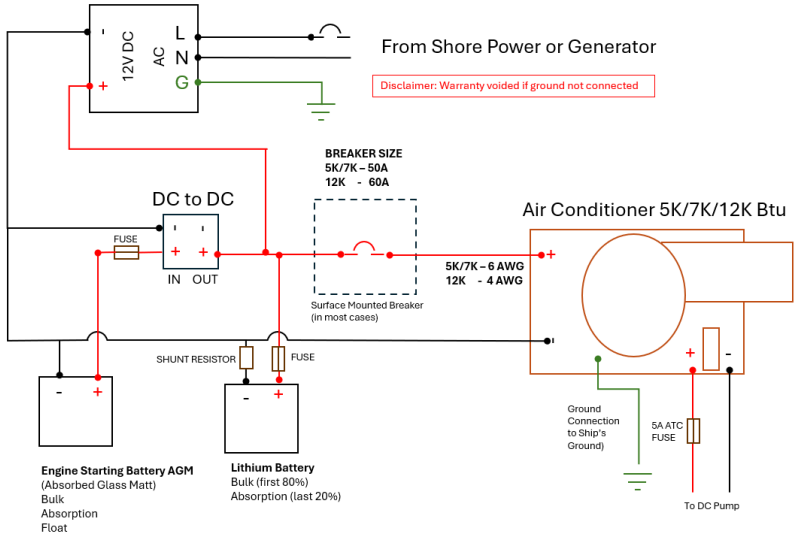 12V DC
AC
-
+
L
N
G
From Shore Power or Generator
Disclaimer: Warranty voided if ground not connected
BREAKER SIZE
5K/7K – 50A
12K - 60A
DC to DC
FUSE
-
-
+
+
IN OUT
Surface Mounted Breaker
(in most cases)
5K/7K – 6 AWG
12K - 4 AWG
Air Conditioner 5K/7K/12K Btu
+
-
+
-
SHUNT RESISTOR
FUSE
-
+
-
+
Ground
Connection
to Ship's
Ground)
5A ATC
FUSE
To DC Pump
Engine Starting Battery AGM
(Absorbed Glass Matt)
Bulk
Absorption
Float
Lithium Battery
Bulk (first 80%)
Absorption (last 20%)